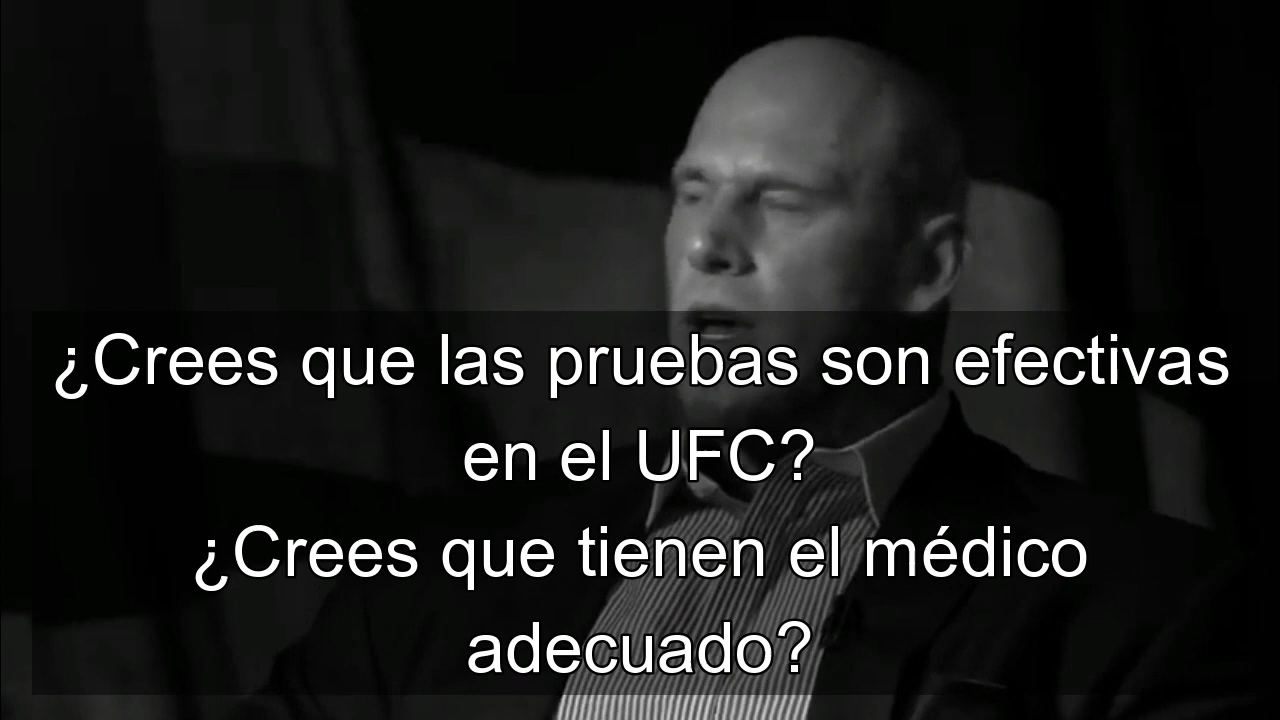 ¿Crees que las pruebas son efectivas
en el UFC?
¿Crees que tienen el médico
adecuado?